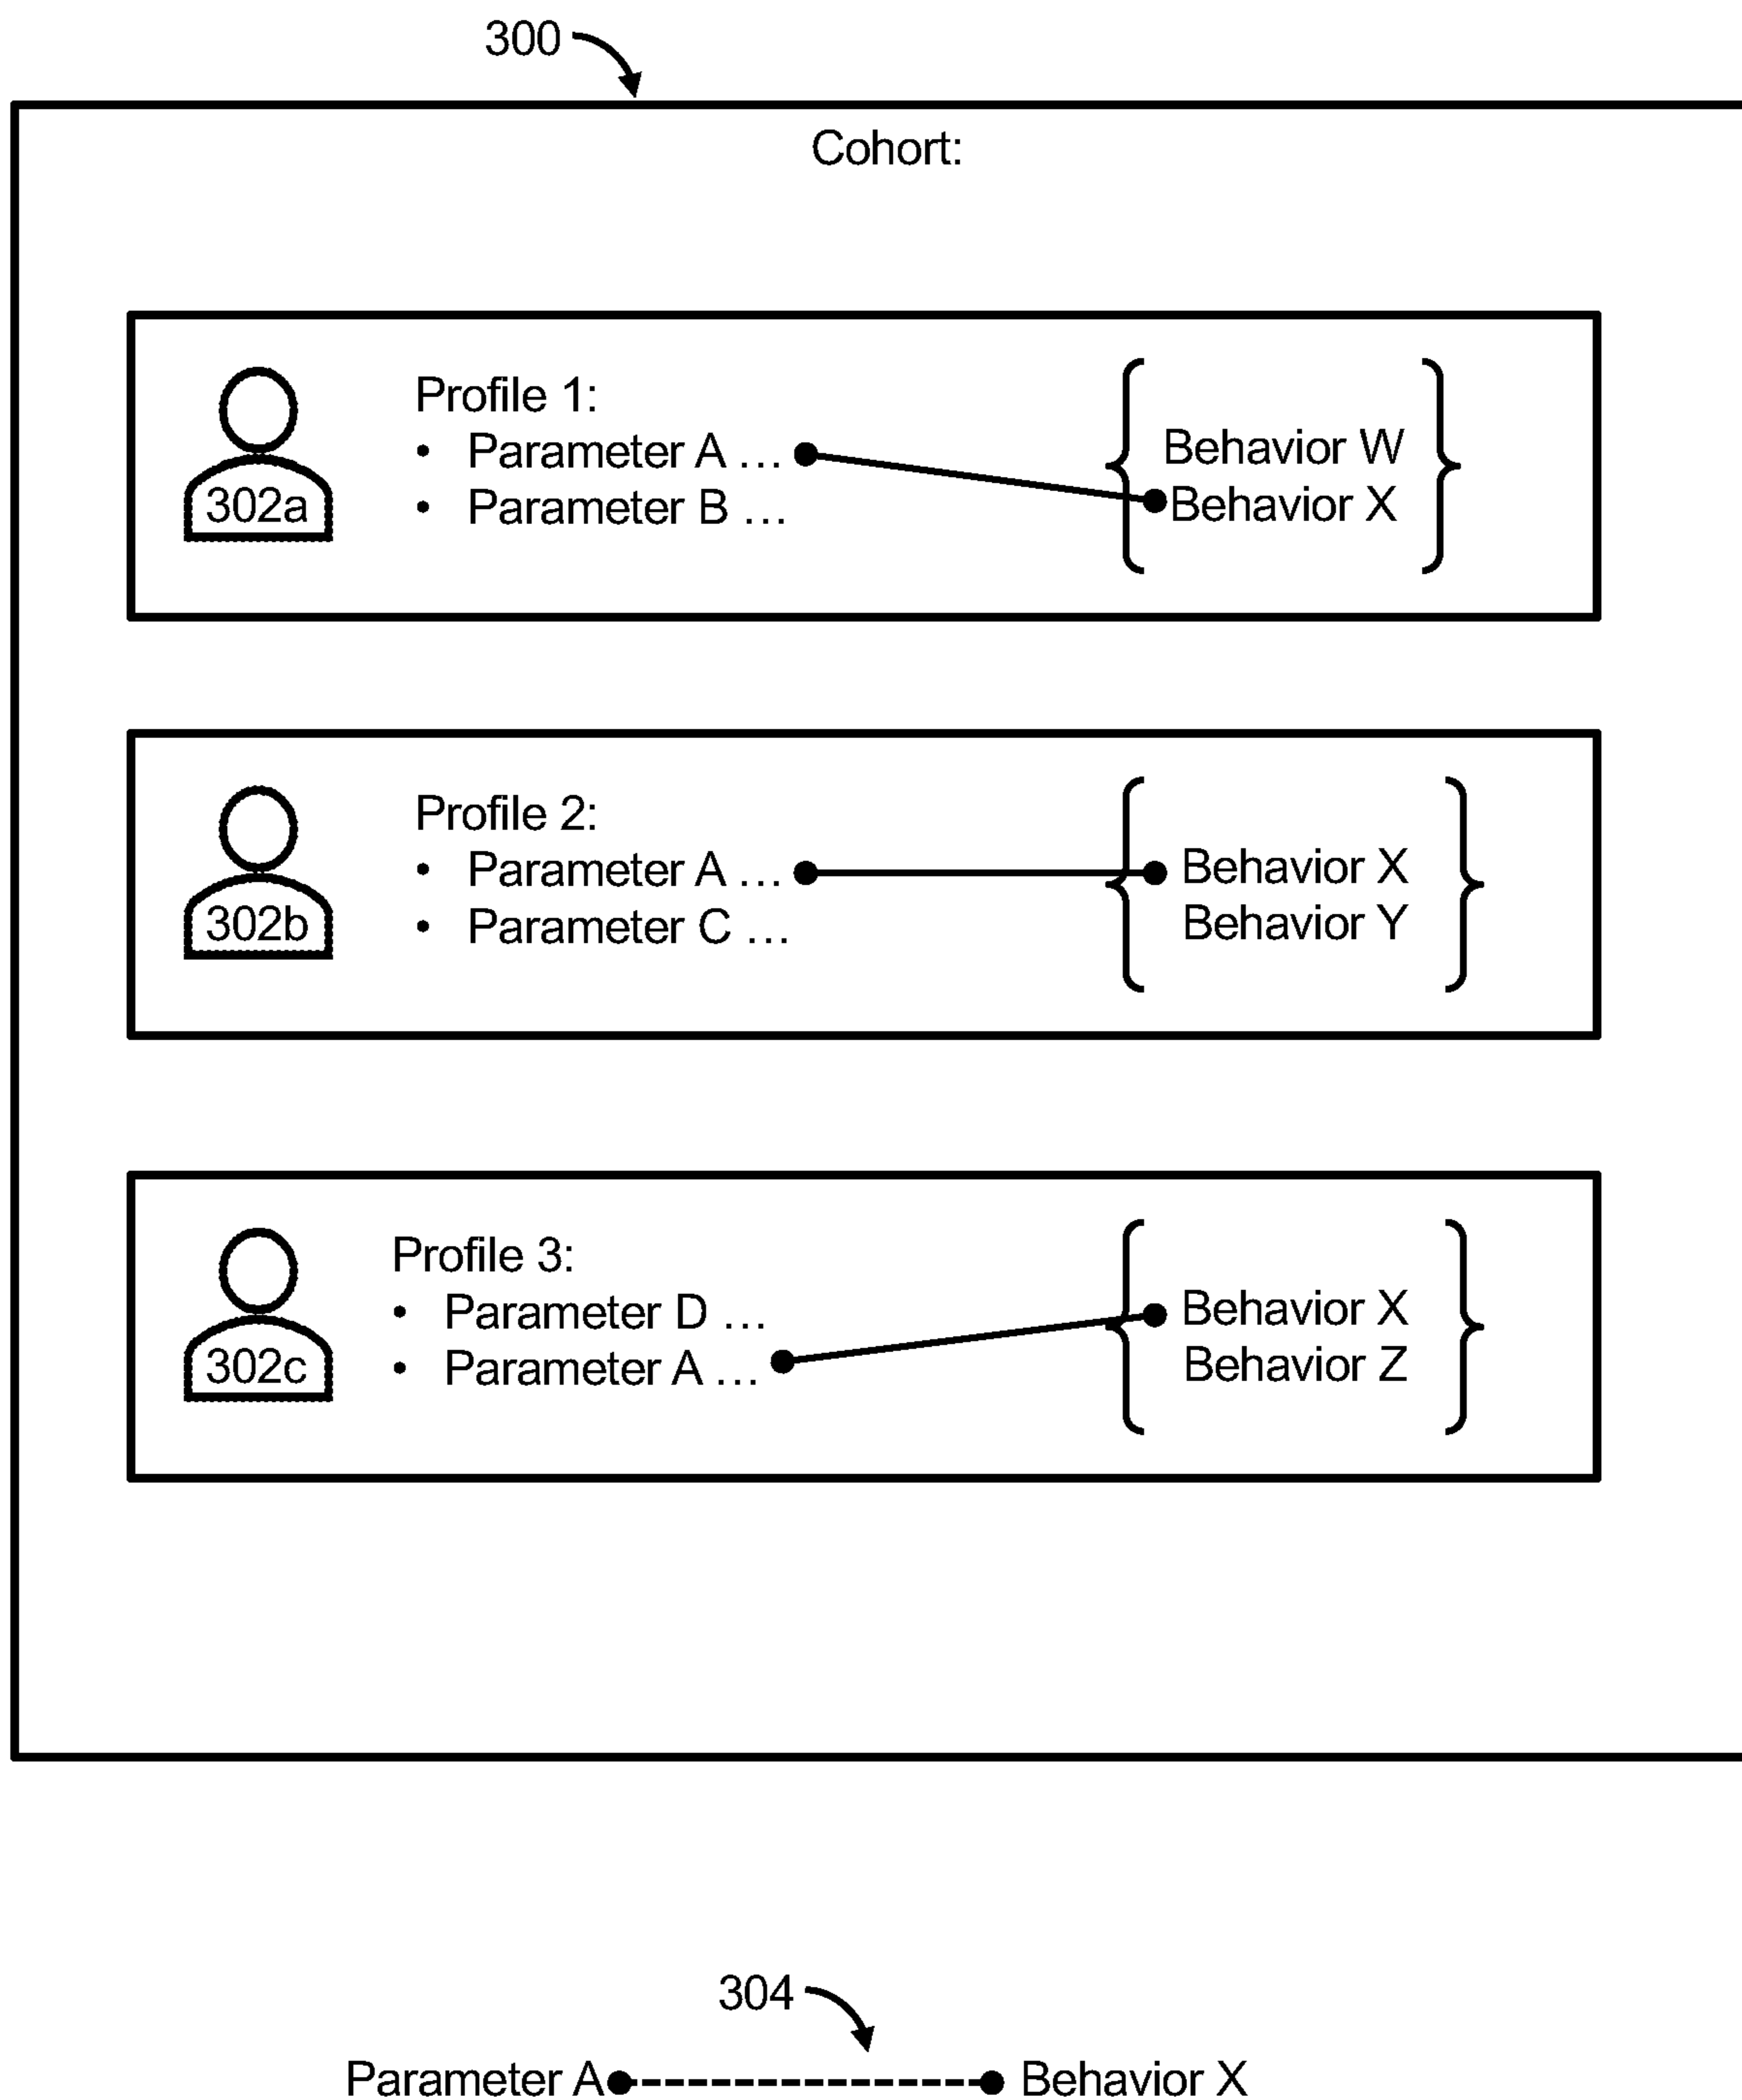 300
Cohort:
Profile 1:
• Parameter A ...
• Parameter B ...
302a
Behavior W
Behavior X
Profile 2:
• Parameter A ...
• Parameter C ...
302b
Behavior X
Behavior Y
Profile 3:
• Parameter D ...
• Parameter A ...
302c
Behavior X
Behavior Z
304
Parameter A Behavior X